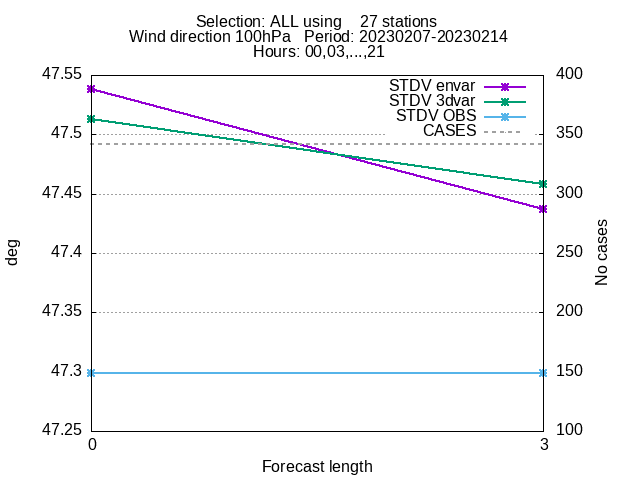 Selection: ALL using    27 stations
Wind direction 100hPa   Period: 20230207-20230214
Hours: 00,03,...,21
47.55
47.5
47.45
47.4
47.35
47.3
47.25
400
350
300
250
200
150
100
STDV envar
STDV 3dvar
STDV OBS
CASES
deg
No cases
0
3
Forecast length